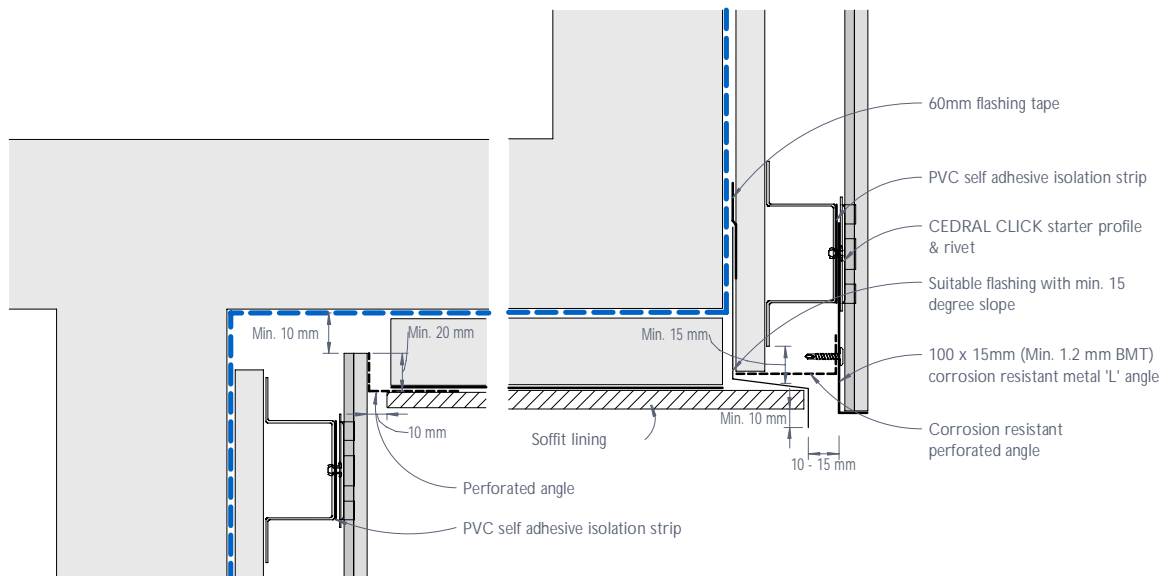 60mm flashing tape
PVC self adhesive isolation strip
CEDRAL CLICK starter profile
& rivet
Suitable flashing with min. 15
degree slope
Min. 10 mm
Min. 20 mm
Min. 15 mm
100 x 15mm (Min. 1.2 mm BMT)
corrosion resistant metal 'L' angle
Min. 10 mm
10 mm
Soffit lining
Corrosion resistant
perforated angle
10 - 15 mm
Perforated angle
PVC self adhesive isolation strip